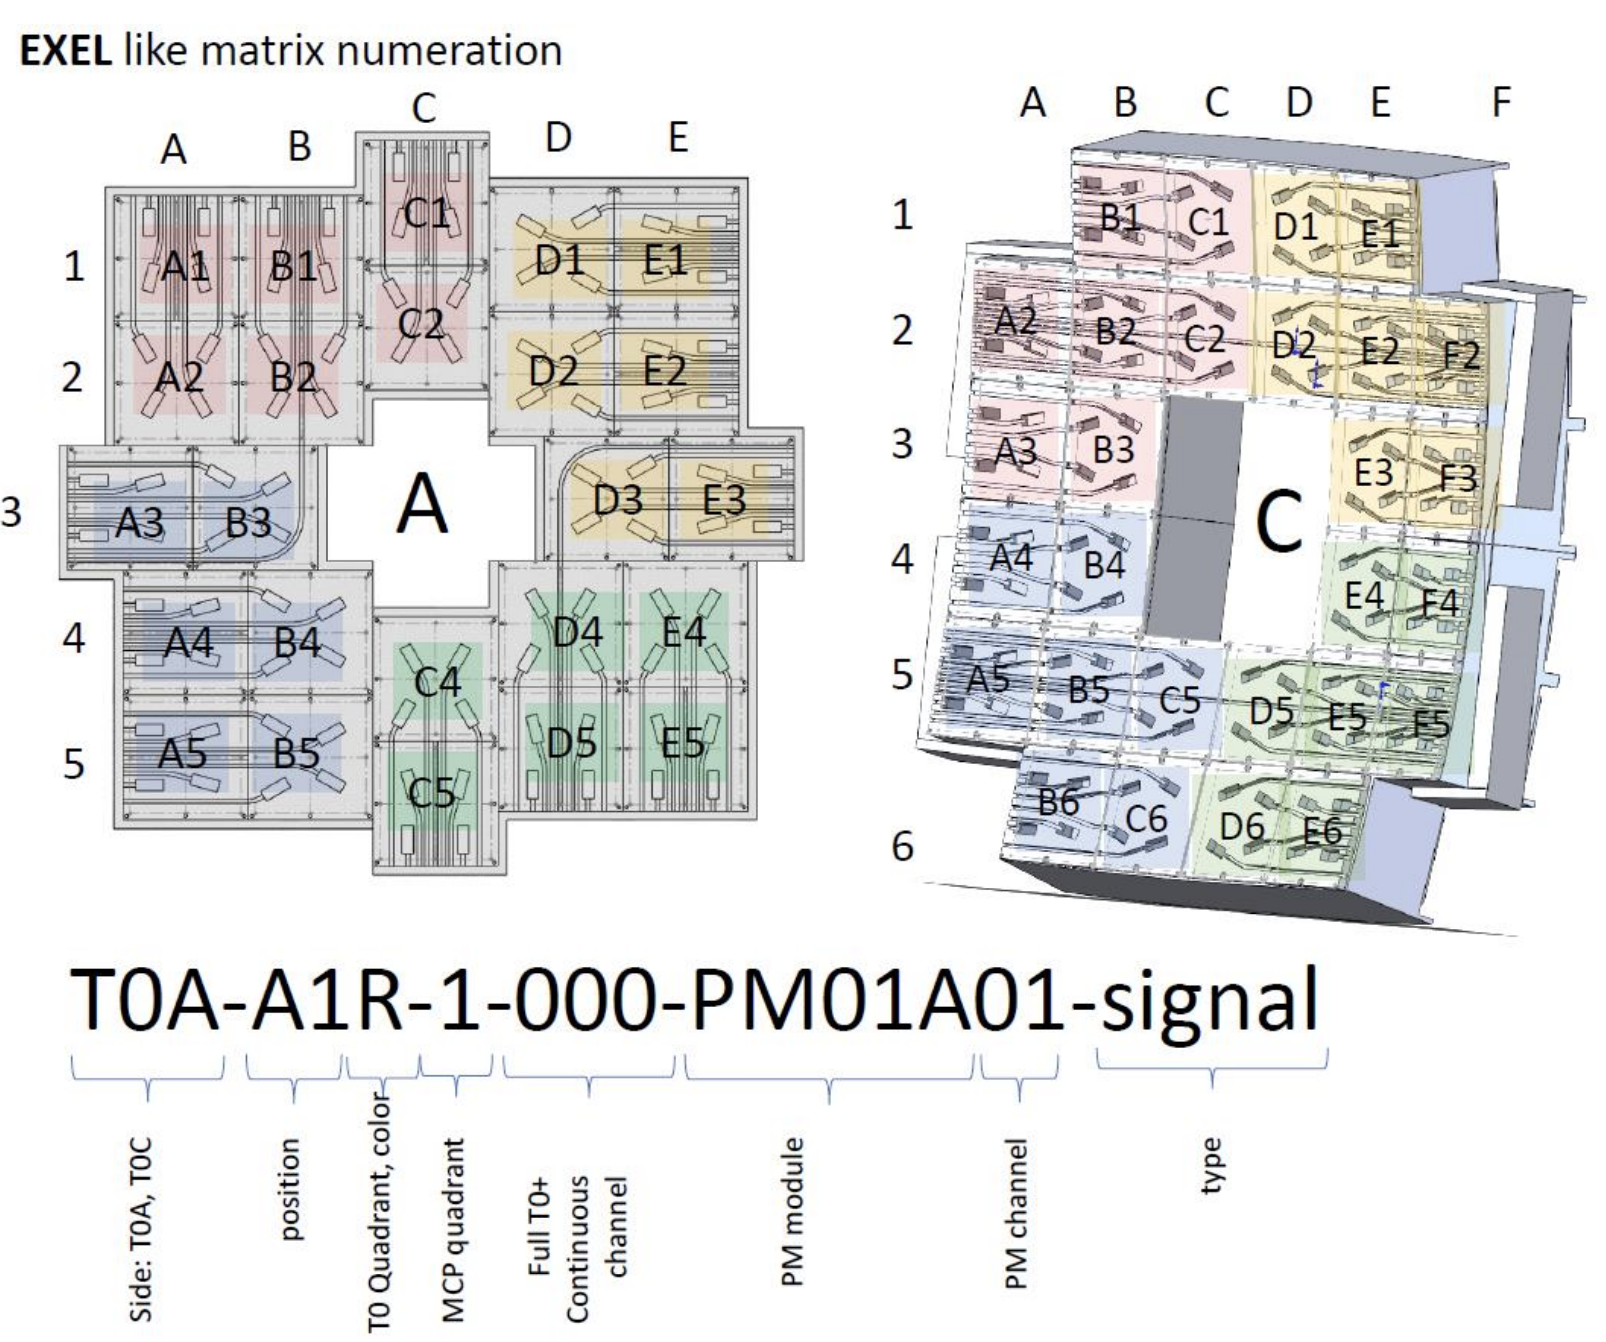 EXEL like matrix numeration
A B C D E
1 A1 B1 C1 D1 E1
2 A2 B2 C2 D2 E2
3 A3 B3 A D3 E3
4 A4 B4 C4 D4 E4
5 A5 B5 C5 D5 E5
A B C D E F
1 B1 C1 D1 E1
2 A2 B2 C2 D2 E2 F2
3 A3 B3 E3 F3
C
4 A4 B4 E4 F4
5 A5 B5 C5 D5 E5 F5
6 B6 C6 D6 E6
T0A-A1R-1-000-PM01A01-signal
Side: T0A, T0C
position
T0 Quadrant, color
MCP quadrant
Full T0+
Continuous
channel
PM module
PM channel
type